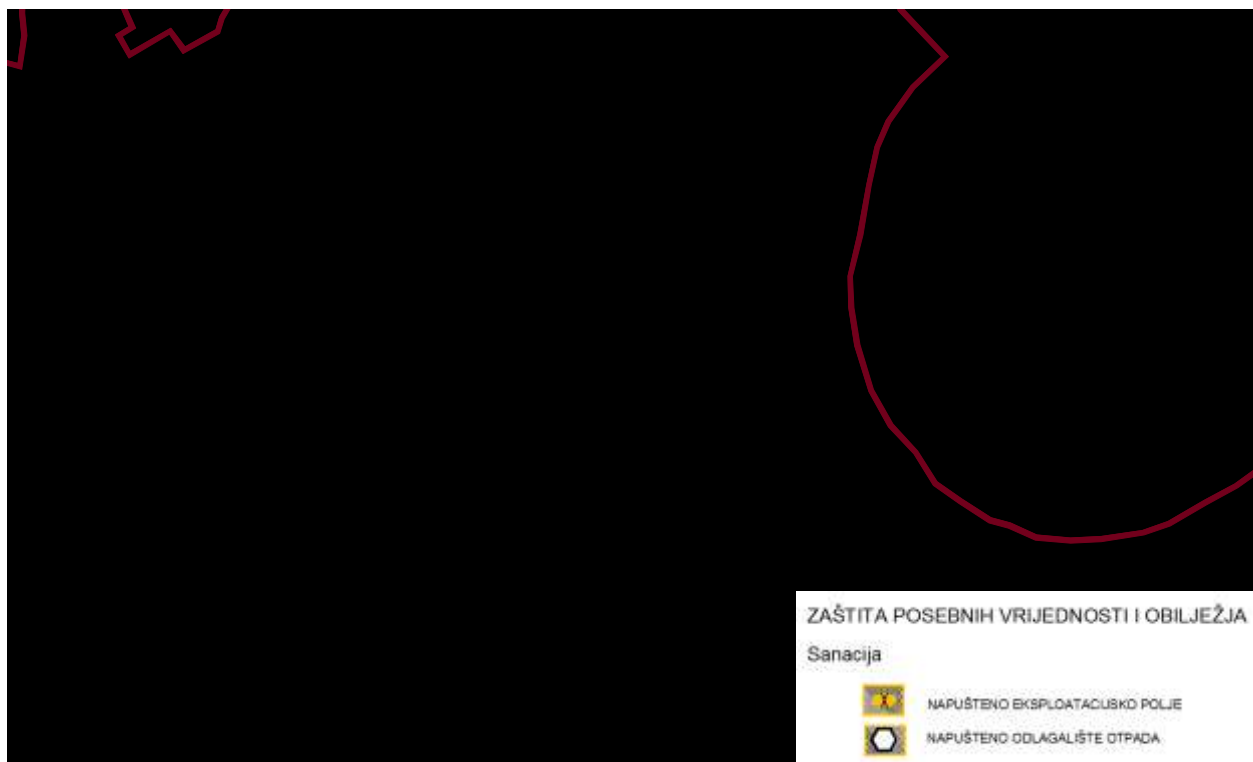 ZAŠTITA POSEBNIH VRIJEDNOSTI I OBILJEŽJA
Sanacija
NAPUŠTENO EKSPLOATACIJSKO POLJE
NAPUŠTENO ODLAGALIŠTE OTPADA